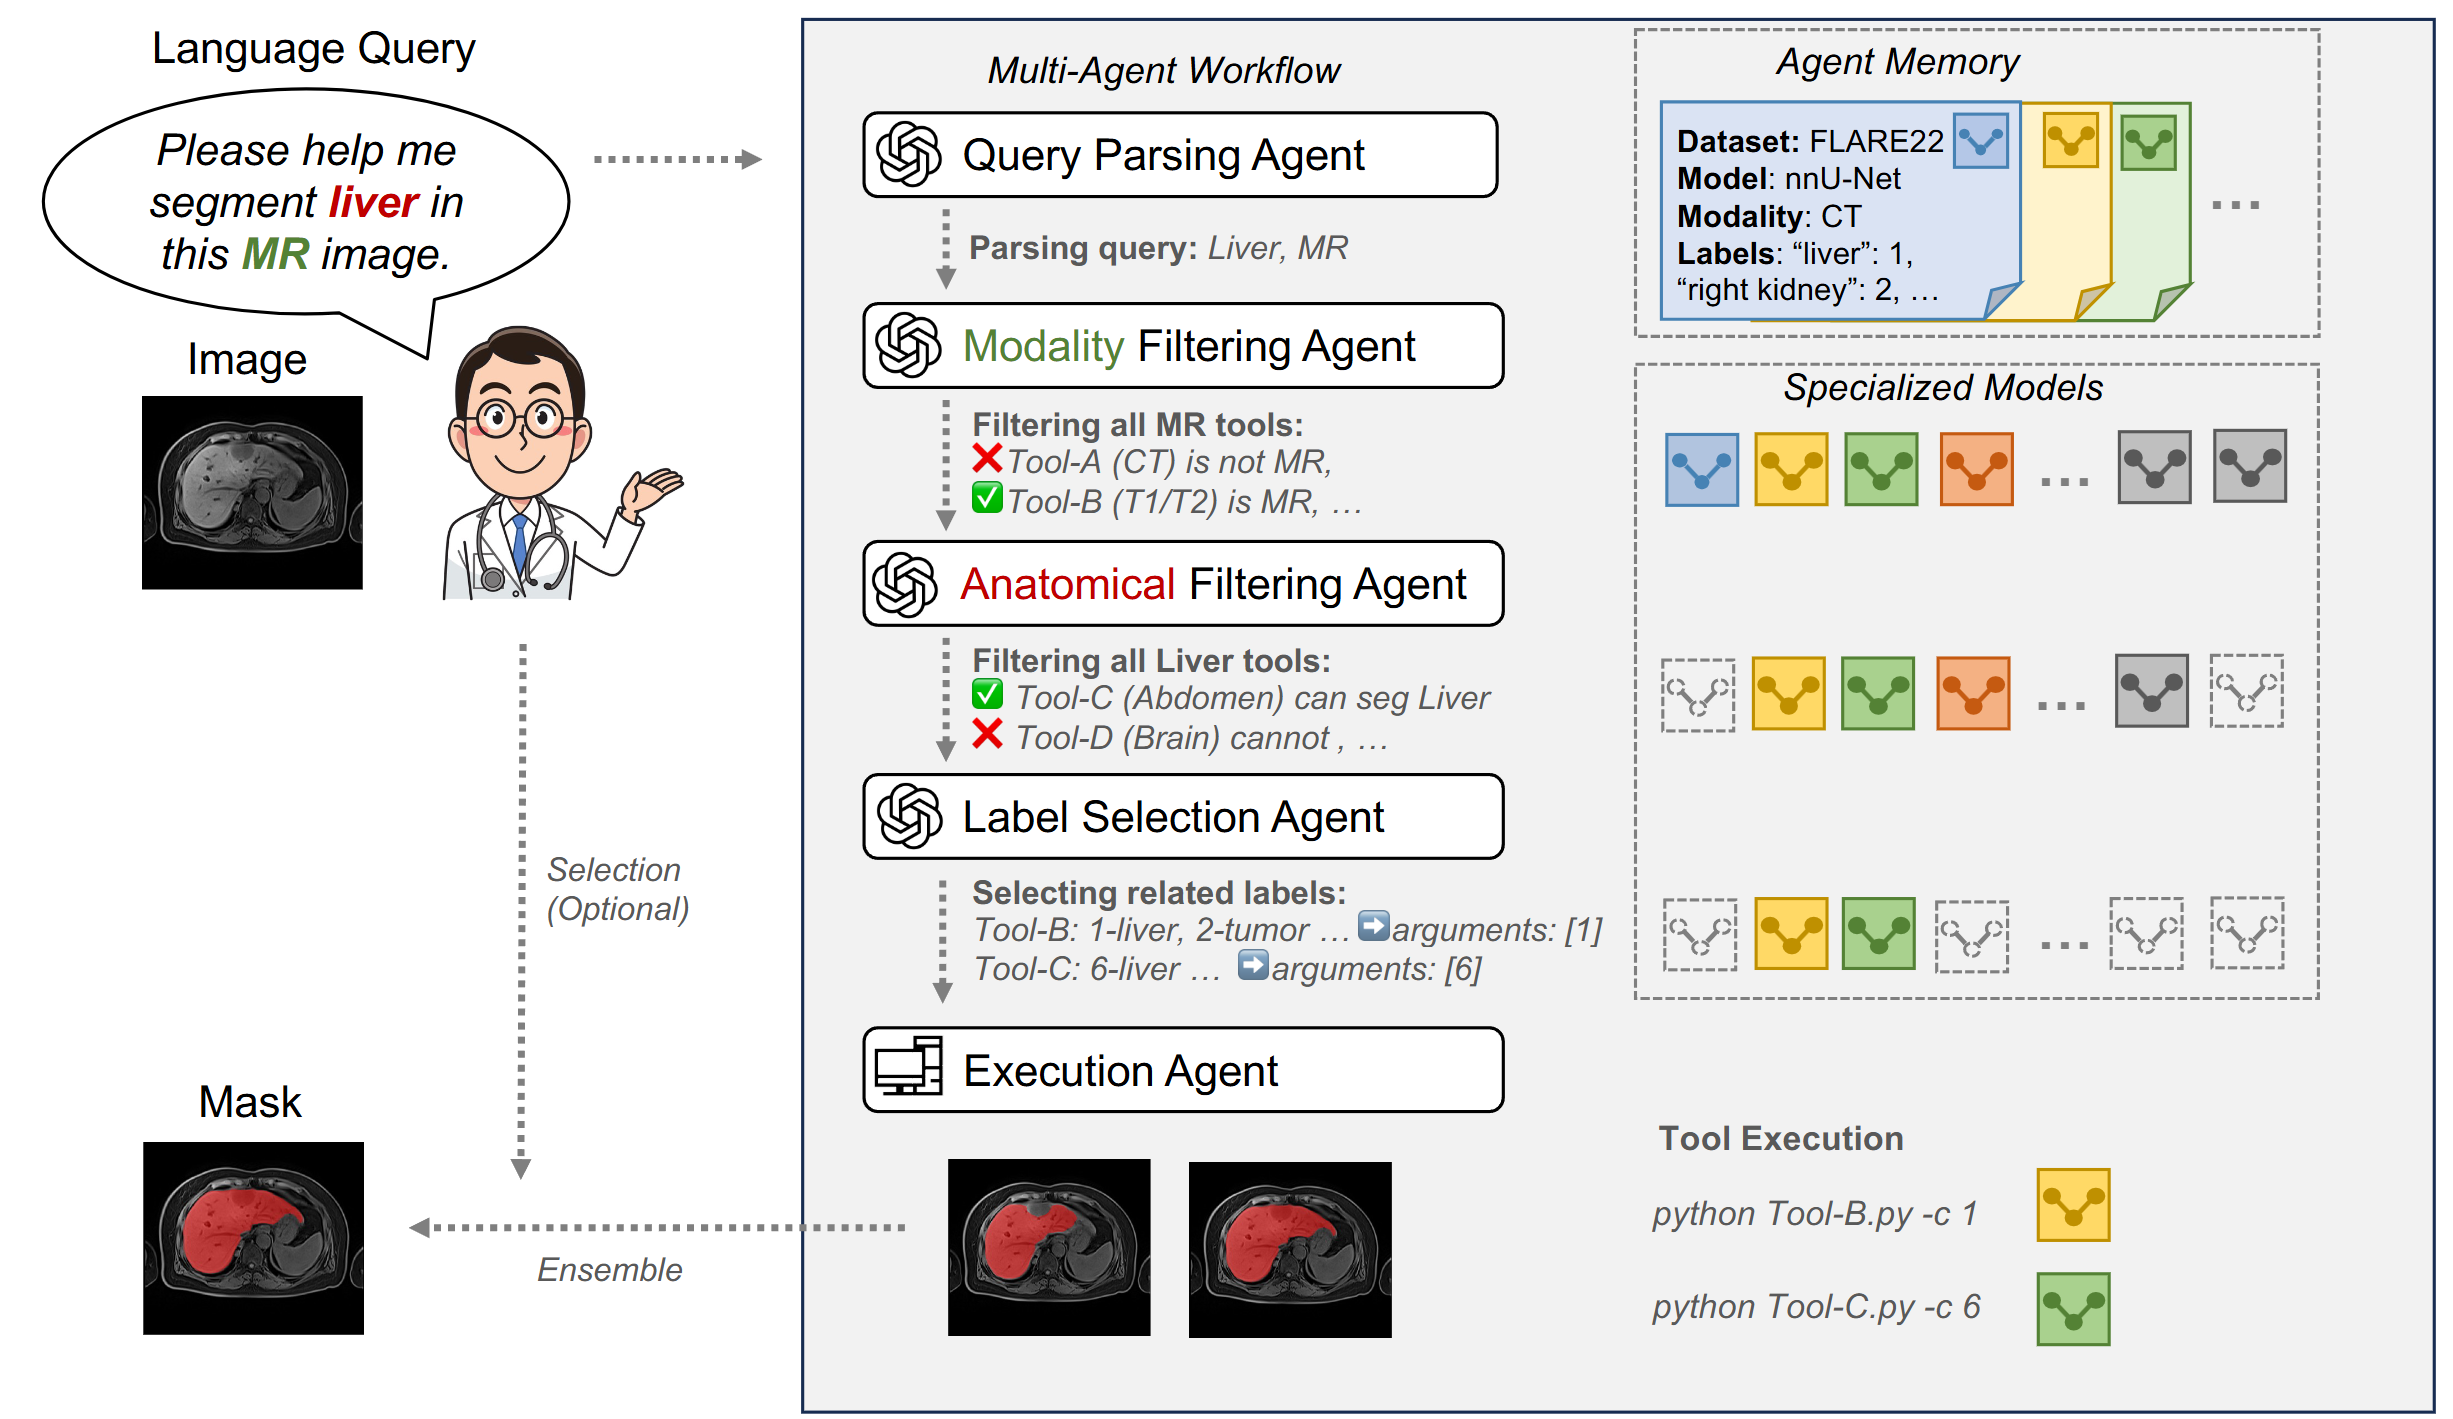 Language Query
Please help me
segment liver in
this MR image.
Image
Selection
(Optional)
Mask
Ensemble
Multi-Agent Workflow
Query Parsing Agent
Parsing query: Liver, MR
Modality Filtering Agent
Filtering all MR tools:
❌Tool-A (CT) is not MR,
✅Tool-B (T1/T2) is MR, …
Anatomical Filtering Agent
Filtering all Liver tools:
✅ Tool-C (Abdomen) can seg Liver
❌ Tool-D (Brain) cannot , …
Label Selection Agent
Selecting related labels:
Tool-B: 1-liver, 2-tumor … ➡arguments: [1]
Tool-C: 6-liver … ➡arguments: [6]
Execution Agent
Agent Memory
Dataset: FLARE22
Model: nnU-Net
Modality: CT
Labels: “liver”: 1,
“right kidney”: 2, …
...
Specialized Models
...
...
...
Tool Execution
python Tool-B.py -c 1
python Tool-C.py -c 6